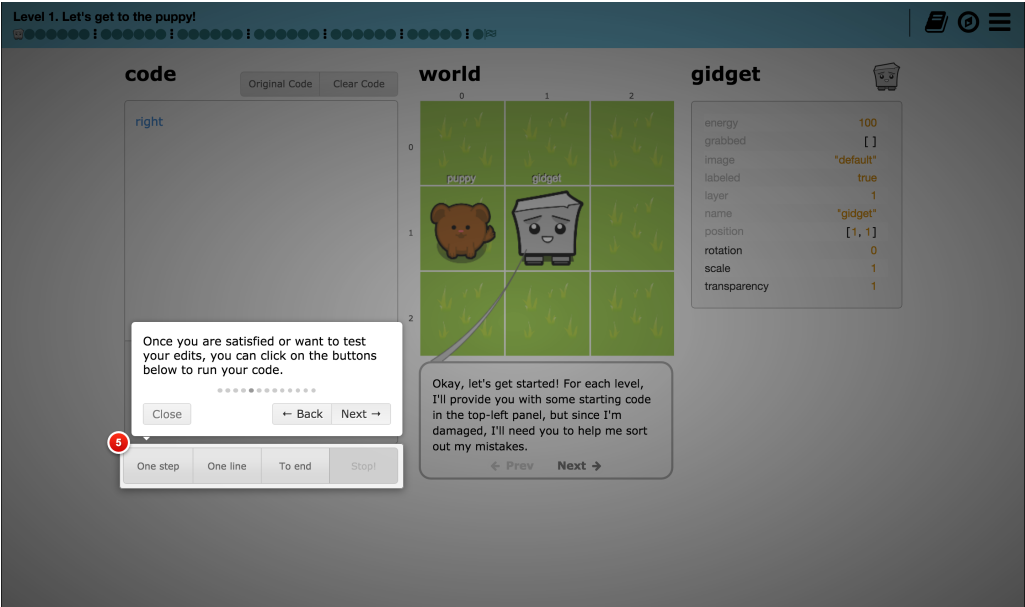 Level 1. Let's get to the puppy!
code
Original Code
Clear Code
right
Once you are satisfied or want to test
your edits, you can click on the buttons
below to run your code.
Close
← Back
Next →
5
One step
One line
To end
Stop!
world
0
1
2
0
1
2
puppy
gidget
Okay, let's get started! For each level,
I'll provide you with some starting code
in the top-left panel, but since I'm
damaged, I'll need you to help me sort
out my mistakes.
← Prev
Next →
gidget
energy 100
grabbed [ ]
image "default"
labeled true
layer 1
name "gidget"
position [1, 1]
rotation 0
scale 1
transparency 1